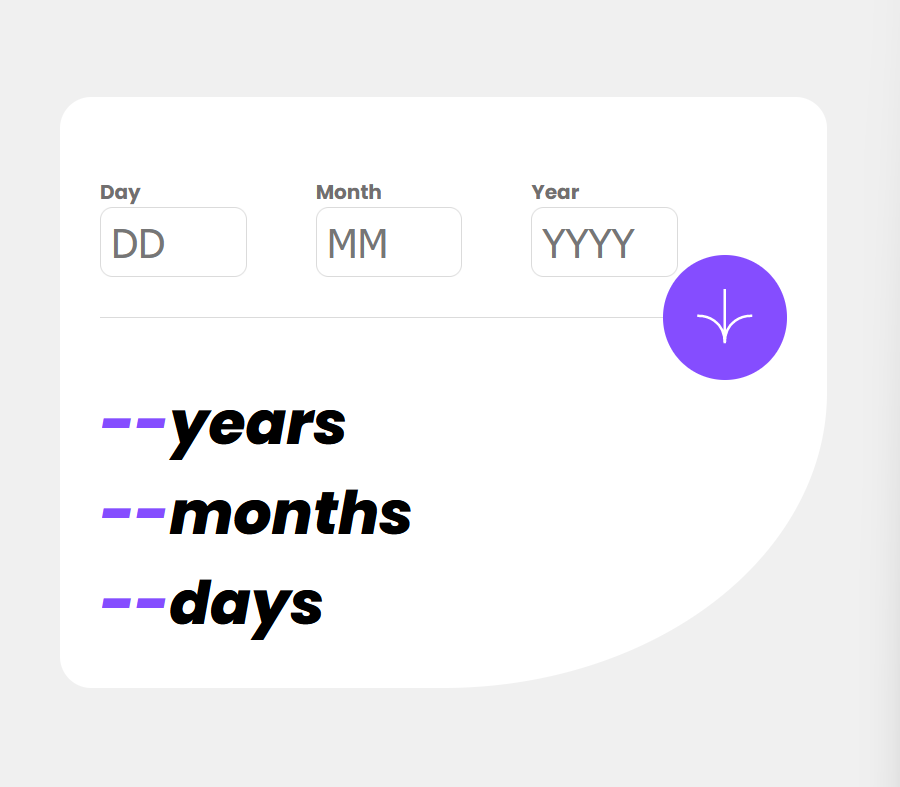 Day Month Year
DD MM YYYY
--years
--months
--days